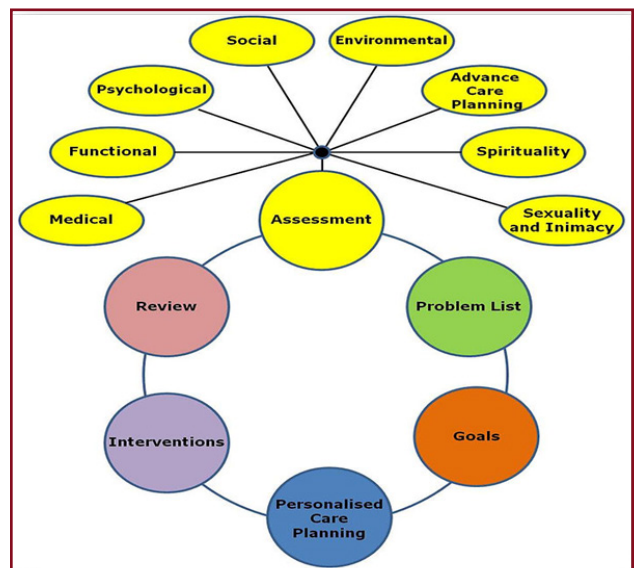 Social
Environmental
Psychological
Advance
Care
Planning
Functional
Spirituality
Medical
Assessment
Sexuality
and Inimacy
Review
Problem List
Interventions
Goals
Personalised
Care
Planning